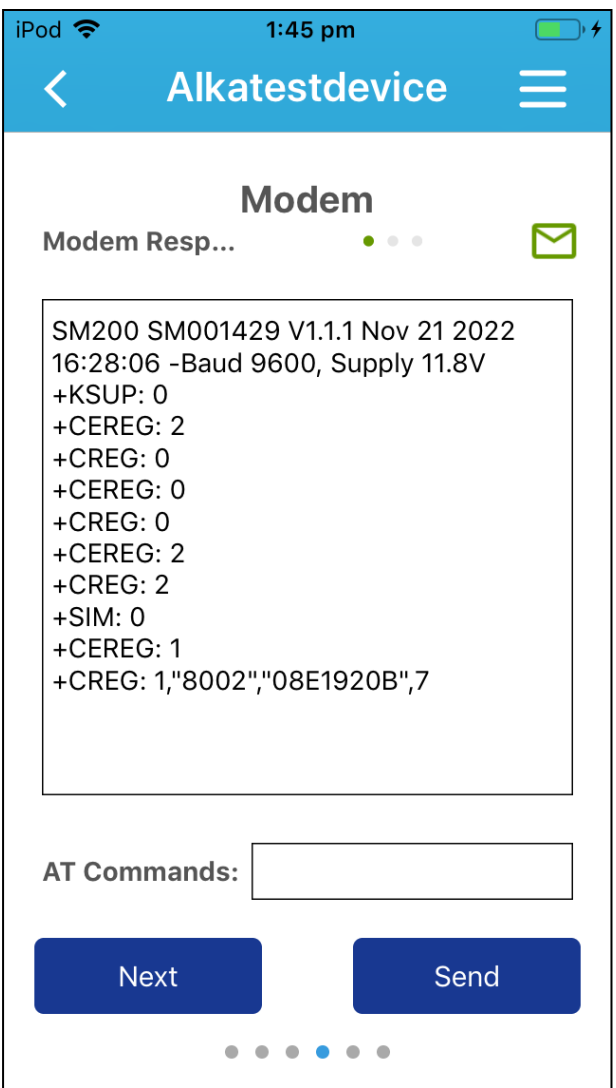 iPod 1:45 pm
Alkatestdevice
Modem
Modem Resp...
SM200 SM001429 V1.1.1 Nov 21 2022
16:28:06 -Baud 9600, Supply 11.8V
+KSUP: 0
+CEREG: 2
+CREG: 0
+CEREG: 0
+CREG: 0
+CEREG: 2
+CREG: 2
+SIM: 0
+CEREG: 1
+CREG: 1,"8002","08E1920B",7
AT Commands:
Next Send